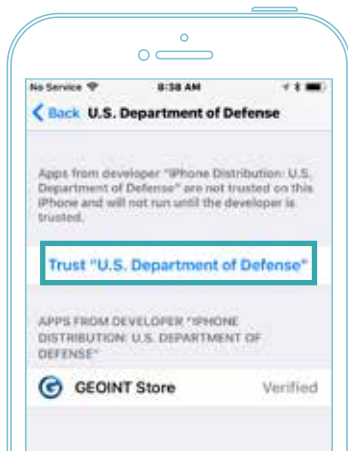 No Service 8:38 AM
Back U.S. Department of Defense
Apps from developer "iPhone Distribution: U.S.
Department of Defense" are not trusted on this
iPhone and will not run until the developer is
trusted.
Trust "U.S. Department of Defense"
APPS FROM DEVELOPER "IPHONE
DISTRIBUTION: U.S. DEPARTMENT OF
DEFENSE"
GEOINT Store Verified